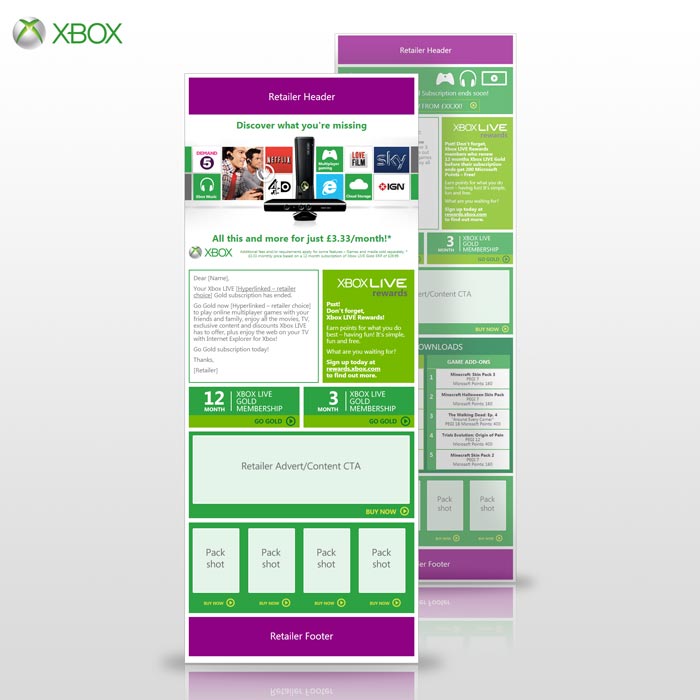 XBOX
Retailer Header
Discover what you're missing
DEMAND
5
NETFLIX
Multiplayer
gaming
LOVE
FiLM
sky
Xbox Music
4OD
Cloud Storage
IGN
All this and more for just £3.33/month!*
XBOX
Dear [Name],
Your Xbox LIVE [Hyperlinked – retailer
choice] Gold subscription has ended.
Go Gold now [Hyperlinked – retailer choice]
to play online multiplayer games with your
friends and family, enjoy all the movies, TV,
exclusive content and discounts Xbox LIVE
has to offer, plus enjoy the web on your TV
with Internet Explorer for Xbox!
Go Gold subscription today!
Thanks,
[Retailer]
XBOX LIVE
rewards
Psst!
Don't forget,
Xbox LIVE Rewards!
Earn points for what you do
best – having fun! It's simple,
fun and free.
What are you waiting for?
Sign up today at
rewards.xbox.com
to find out more.
12
MONTH
XBOX LIVE
GOLD
MEMBERSHIP
GO GOLD
3
MONTH
XBOX LIVE
GOLD
MEMBERSHIP
GO GOLD
Retailer Advert/Content CTA
BUY NOW
Pack
shot
Pack
shot
Pack
shot
Pack
shot
BUY NOW
BUY NOW
BUY NOW
BUY NOW
Retailer Footer
Retailer Header
Subscription ends soon!
FROM £XX.XX!
XBOX LIVE
rewards
Psst! Don't forget,
Xbox LIVE Rewards
members who renew
12 months Xbox LIVE Gold
before their subscription
ends get 200 Microsoft
Points – Free!
Earn points for what you do
best – having fun! It's simple,
fun and free.
What are you waiting for?
Sign up today at
rewards.xbox.com
to find out more.
3
MONTH
XBOX LIVE
GOLD
MEMBERSHIP
GO GOLD
Advert/Content CTA
BUY NOW
DOWNLOADS
GAME ADD-ONS
1
Minecraft Skin Pack 3
PEGI 7
Microsoft Points: 160
2
Minecraft Halloween Skin Pack
PEGI 7
Microsoft Points: 160
3
The Walking Dead: Ep. 4
"Around Every Corner"
PEGI 18 Microsoft Points: 400
4
Trials Evolution: Origin of Pain
PEGI 12
Microsoft Points: 400
5
Minecraft Skin Pack 2
PEGI 7
Microsoft Points: 160
Pack
shot
Pack
shot
BUY NOW
BUY NOW
Retailer Footer